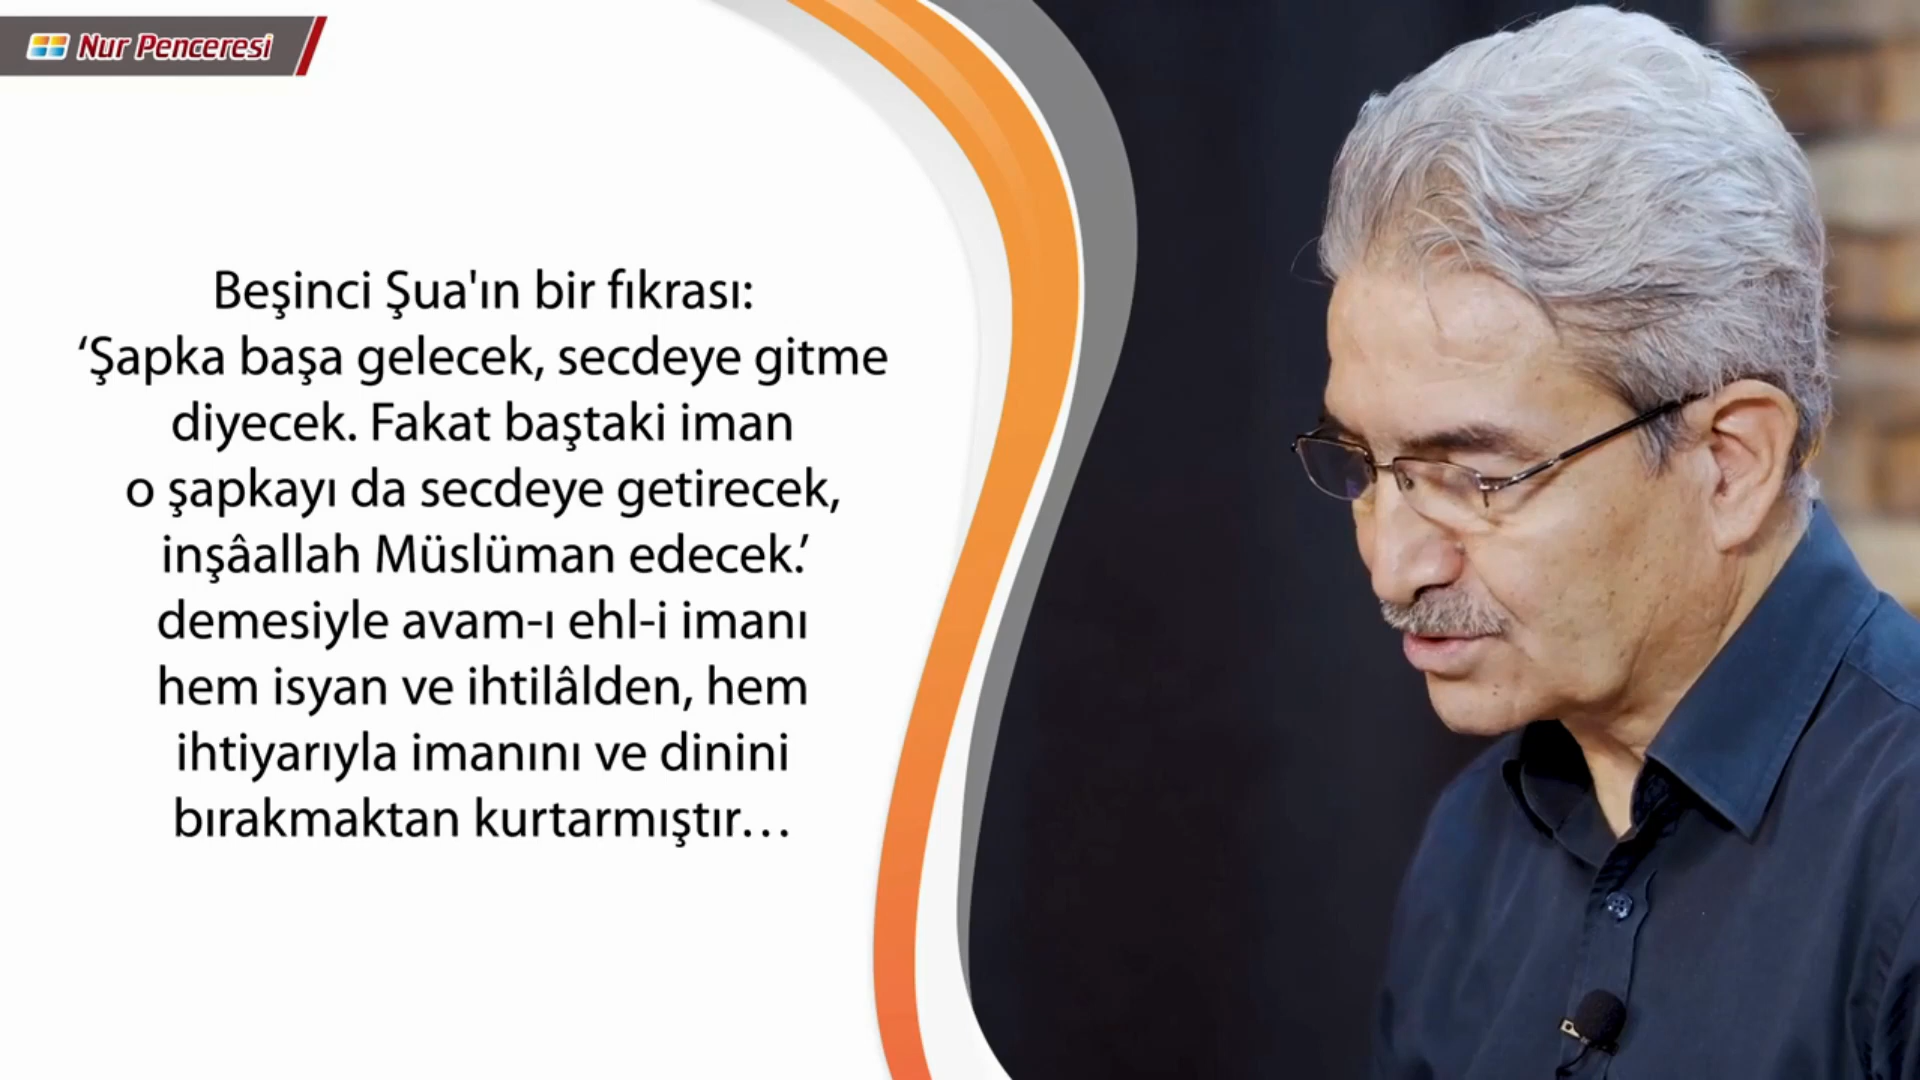 Nur Penceresi
Beşinci Şua'ın bir fıkrası:
‘Şapka başa gelecek, secdeye gitme
diyecek. Fakat baştaki iman
o şapkayı da secdeye getirecek,
inşâallah Müslüman edecek.’
demesiyle avam-ı ehl-i imanı
hem isyan ve ihtilâlden, hem
ihtiyarıyla imanını ve dinini
bırakmaktan kurtarmıştır…